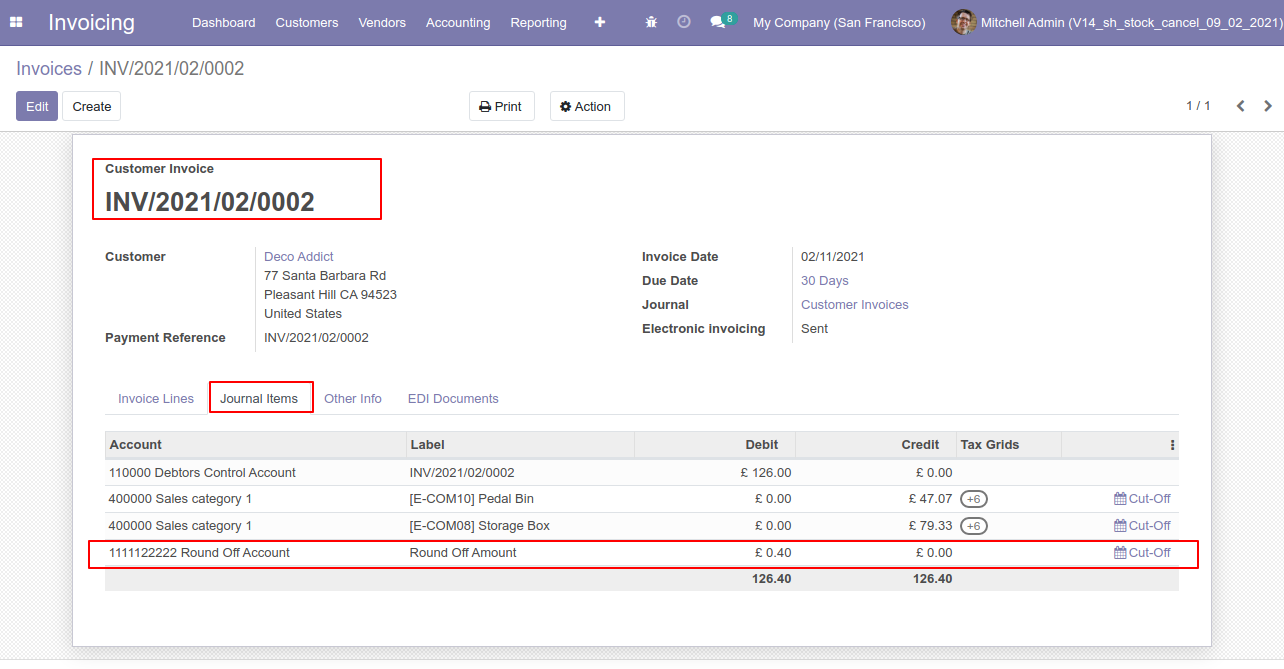 Invoicing Dashboard Customers Vendors Accounting Reporting 8 My Company (San Francisco) Mitchell Admin (V14_sh_stock_cancel_09_02_2021)
Invoices / INV/2021/02/0002
Edit Create Print Action 1 / 1
Customer Invoice
INV/2021/02/0002
Customer Deco Addict Invoice Date 02/11/2021
77 Santa Barbara Rd
Due Date 30 Days
Pleasant Hill CA 94523
Journal Customer Invoices
United States
Electronic invoicing Sent
Payment Reference INV/2021/02/0002
Invoice Lines Journal Items Other Info EDI Documents
Account Label Debit Credit Tax Grids
110000 Debtors Control Account INV/2021/02/0002 £ 126.00 £ 0.00
400000 Sales category 1 [E-COM10] Pedal Bin £ 0.00 £ 47.07 +6 Cut-Off
400000 Sales category 1 [E-COM08] Storage Box £ 0.00 £ 79.33 +6 Cut-Off
1111122222 Round Off Account Round Off Amount £ 0.40 £ 0.00 Cut-Off
126.40 126.40